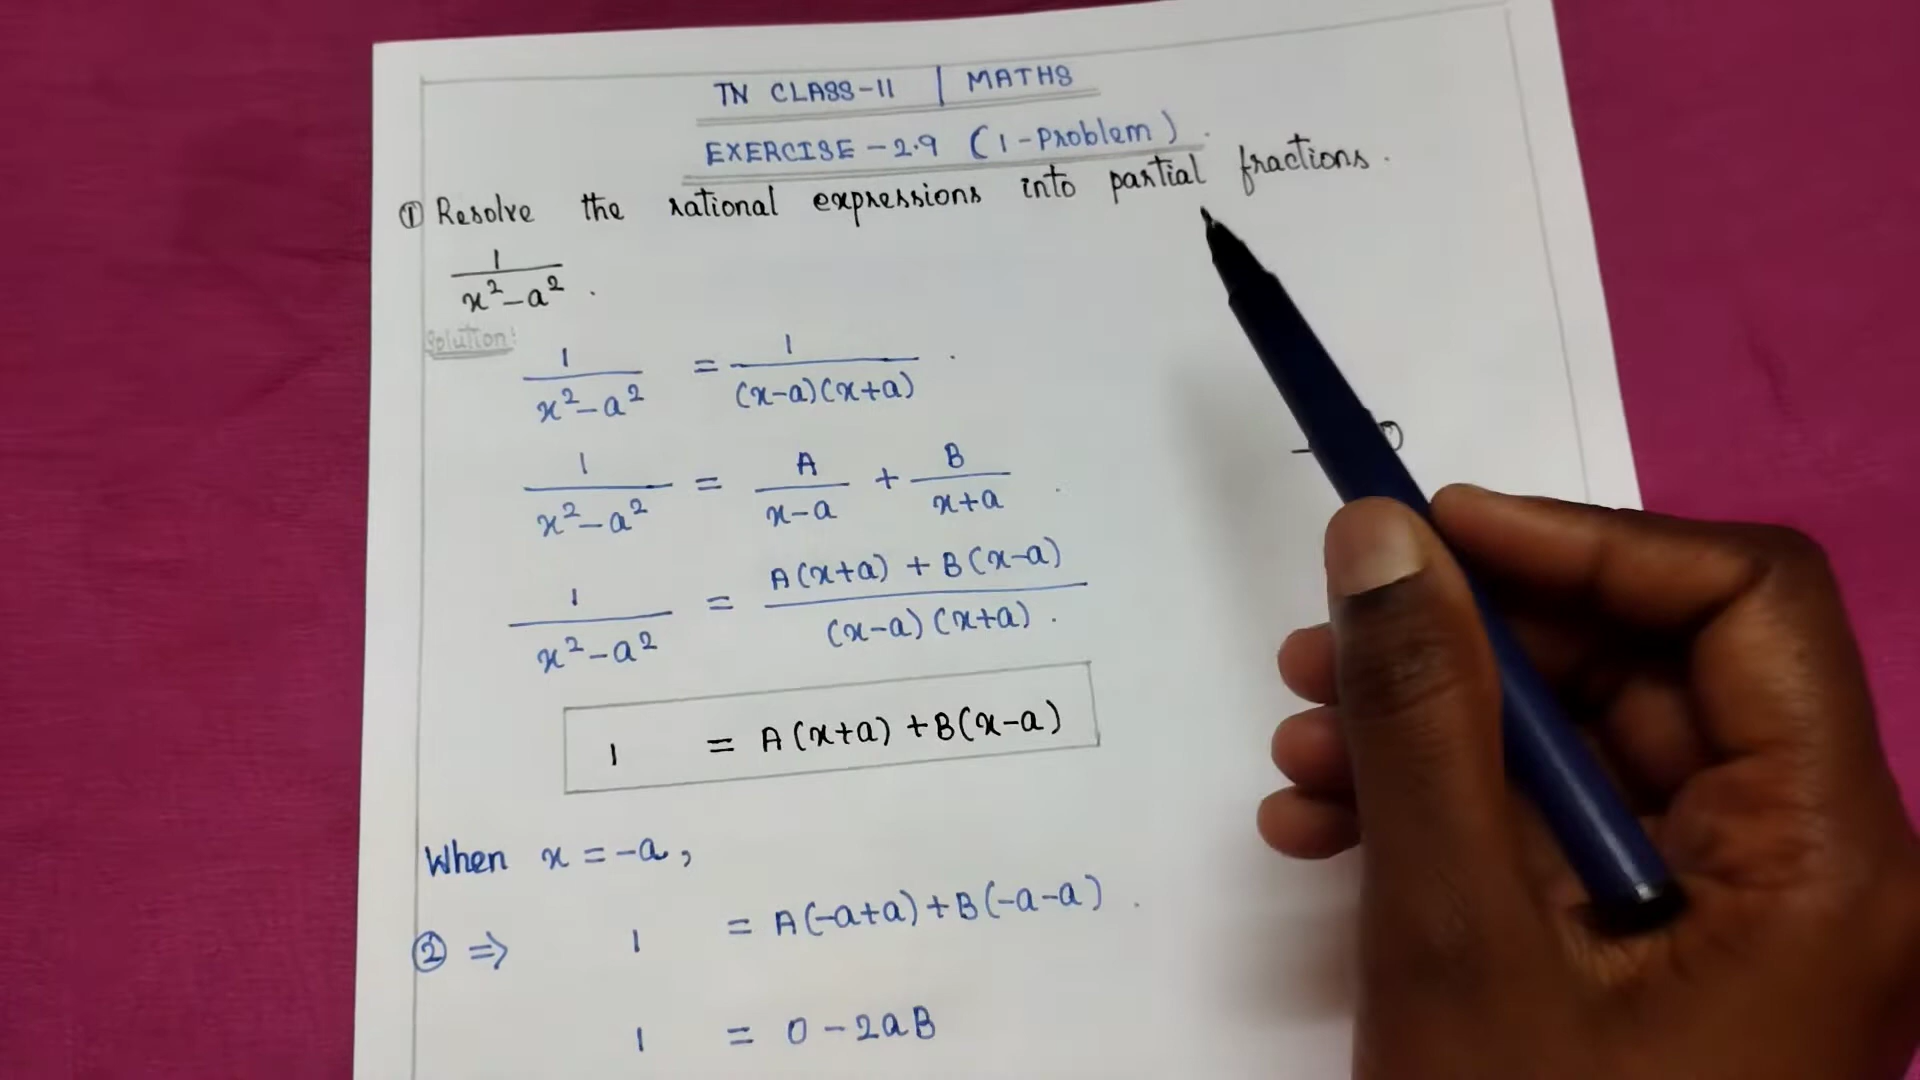 TN CLASS-11 | MATHS
EXERCISE - 2.9 (1-Problem).
① Resolve the rational expressions into partial fractions.
1/(x²-a²).
Solution:
1/(x²-a²) = 1/((x-a)(x+a)).
1/(x²-a²) = A/(x-a) + B/(x+a).
1/(x²-a²) = (A(x+a) + B(x-a))/((x-a)(x+a)).
1 = A(x+a) + B(x-a)
When x = -a,
② ⇒ 1 = A(-a+a) + B(-a-a).
1 = 0 - 2aB